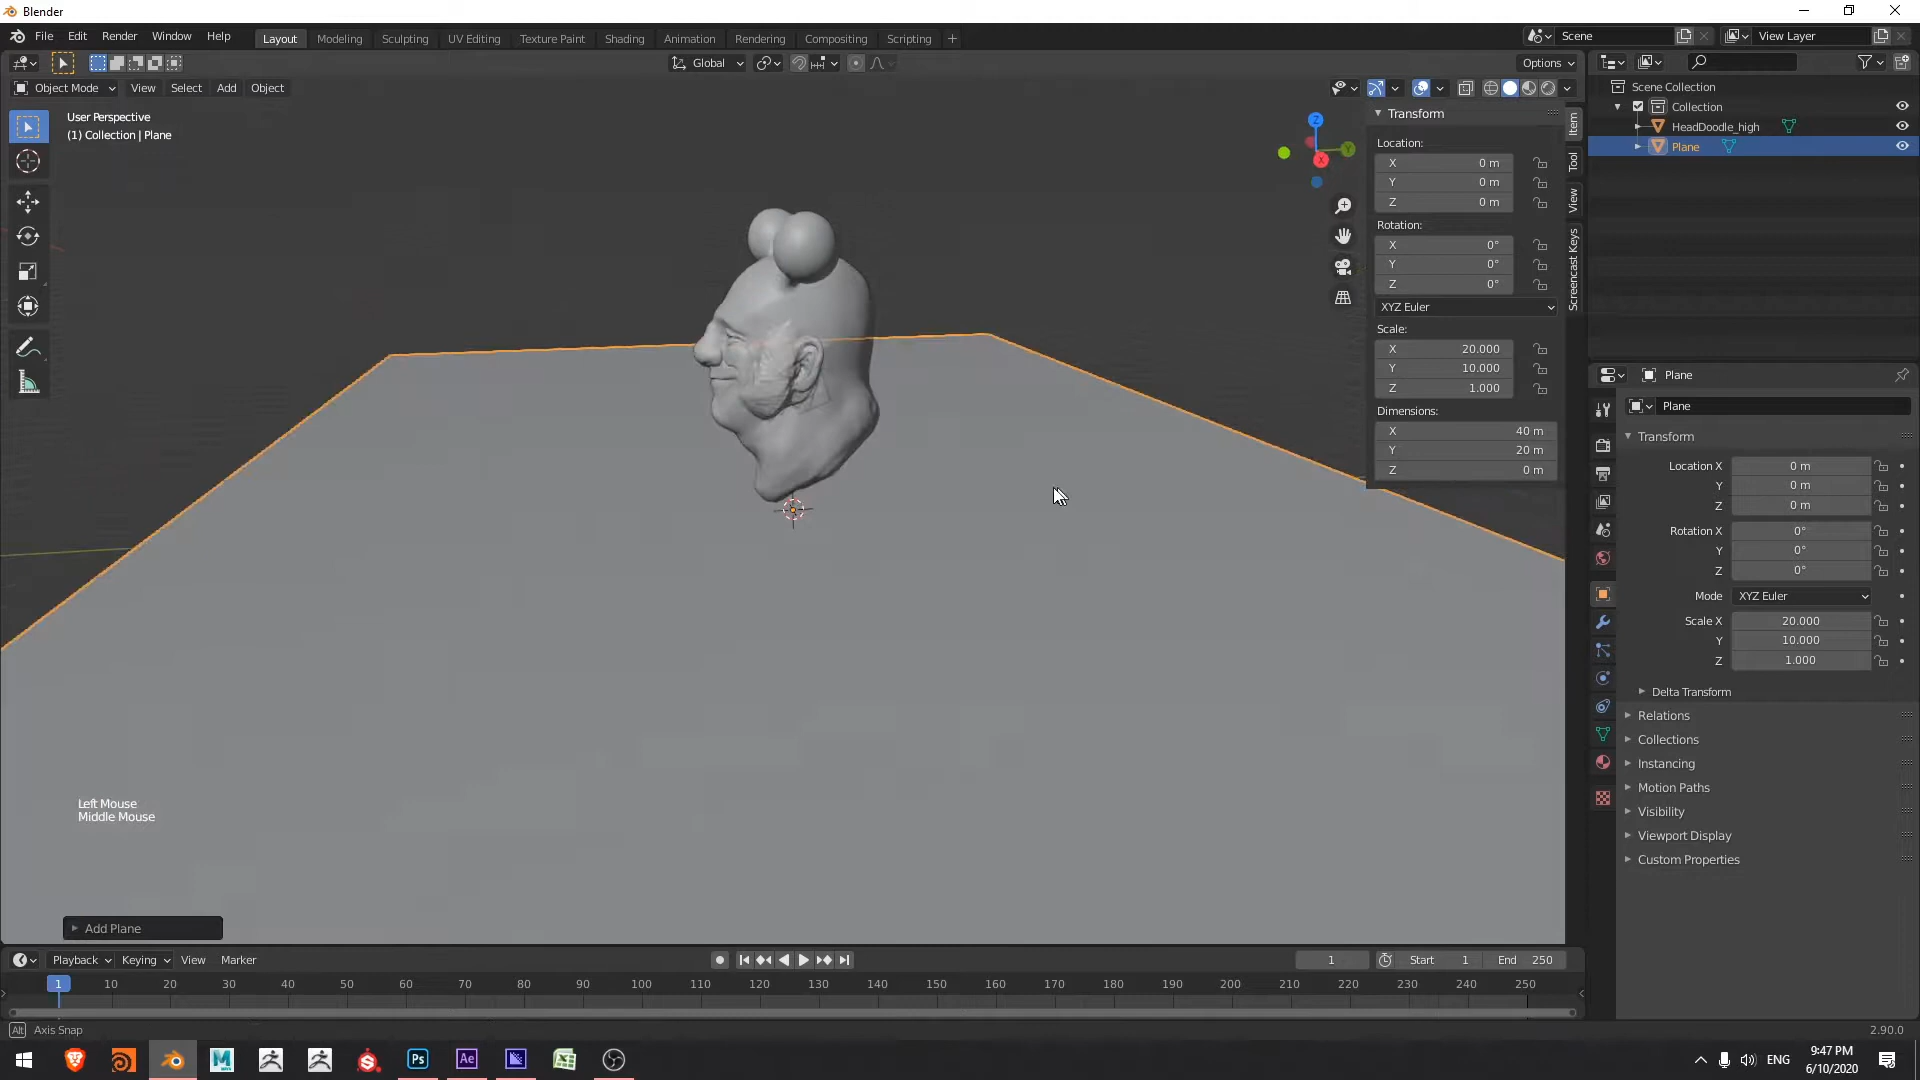 Blender
File Edit Render Window Help
Layout Modeling Sculpting UV Editing Texture Paint Shading Animation Rendering Compositing Scripting +
Scene
View Layer
Global
Options
Object Mode View Select Add Object
User Perspective
(1) Collection | Plane
Z
Y
X
Transform
Location:
X 0 m
Y 0 m
Z 0 m
Rotation:
X 0°
Y 0°
Z 0°
XYZ Euler
Scale:
X 20.000
Y 10.000
Z 1.000
Dimensions:
X 40 m
Y 20 m
Z 0 m
Item
Tool
View
Screencast Keys
Scene Collection
Collection
HeadDoodle_high
Plane
Plane
Plane
Transform
Location X 0 m
Y 0 m
Z 0 m
Rotation X 0°
Y 0°
Z 0°
Mode XYZ Euler
Scale X 20.000
Y 10.000
Z 1.000
Delta Transform
Relations
Collections
Instancing
Motion Paths
Visibility
Viewport Display
Custom Properties
Left Mouse
Middle Mouse
Add Plane
Playback Keying View Marker
1 Start 1 End 250
1 10 20 30 40 50 60 70 80 90 100 110 120 130 140 150 160 170 180 190 200 210 220 230 240 250
Alt Axis Snap
2.90.0
M
S
Ps
Ae
ENG
9:47 PM
6/10/2020